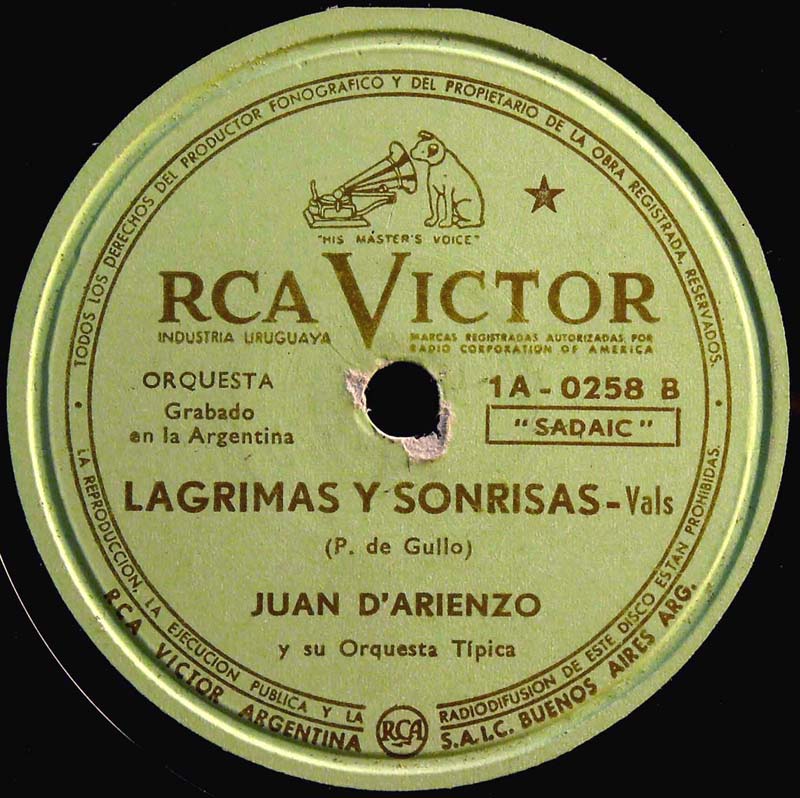 TODOS LOS DERECHOS DEL PRODUCTOR FONOGRAFICO Y DEL PROPIETARIO DE LA OBRA REGISTRADA, RESERVADOS.
"HIS MASTER'S VOICE"
RCA VICTOR
INDUSTRIA URUGUAYA
MARCAS REGISTRADAS AUTORIZADAS POR
RADIO CORPORATION OF AMERICA
ORQUESTA
Grabado
en la Argentina
1A - 0258 B
"SADAIC"
LAGRIMAS Y SONRISAS - Vals
(P. de Gullo)
JUAN D'ARIENZO
y su Orquesta Típica
LA REPRODUCCION, LA EJECUCION PUBLICA Y LA RADIODIFUSION DE ESTE DISCO ESTAN PROHIBIDAS.
RCA VICTOR ARGENTINA S.A.I.C. BUENOS AIRES ARG.
RCA